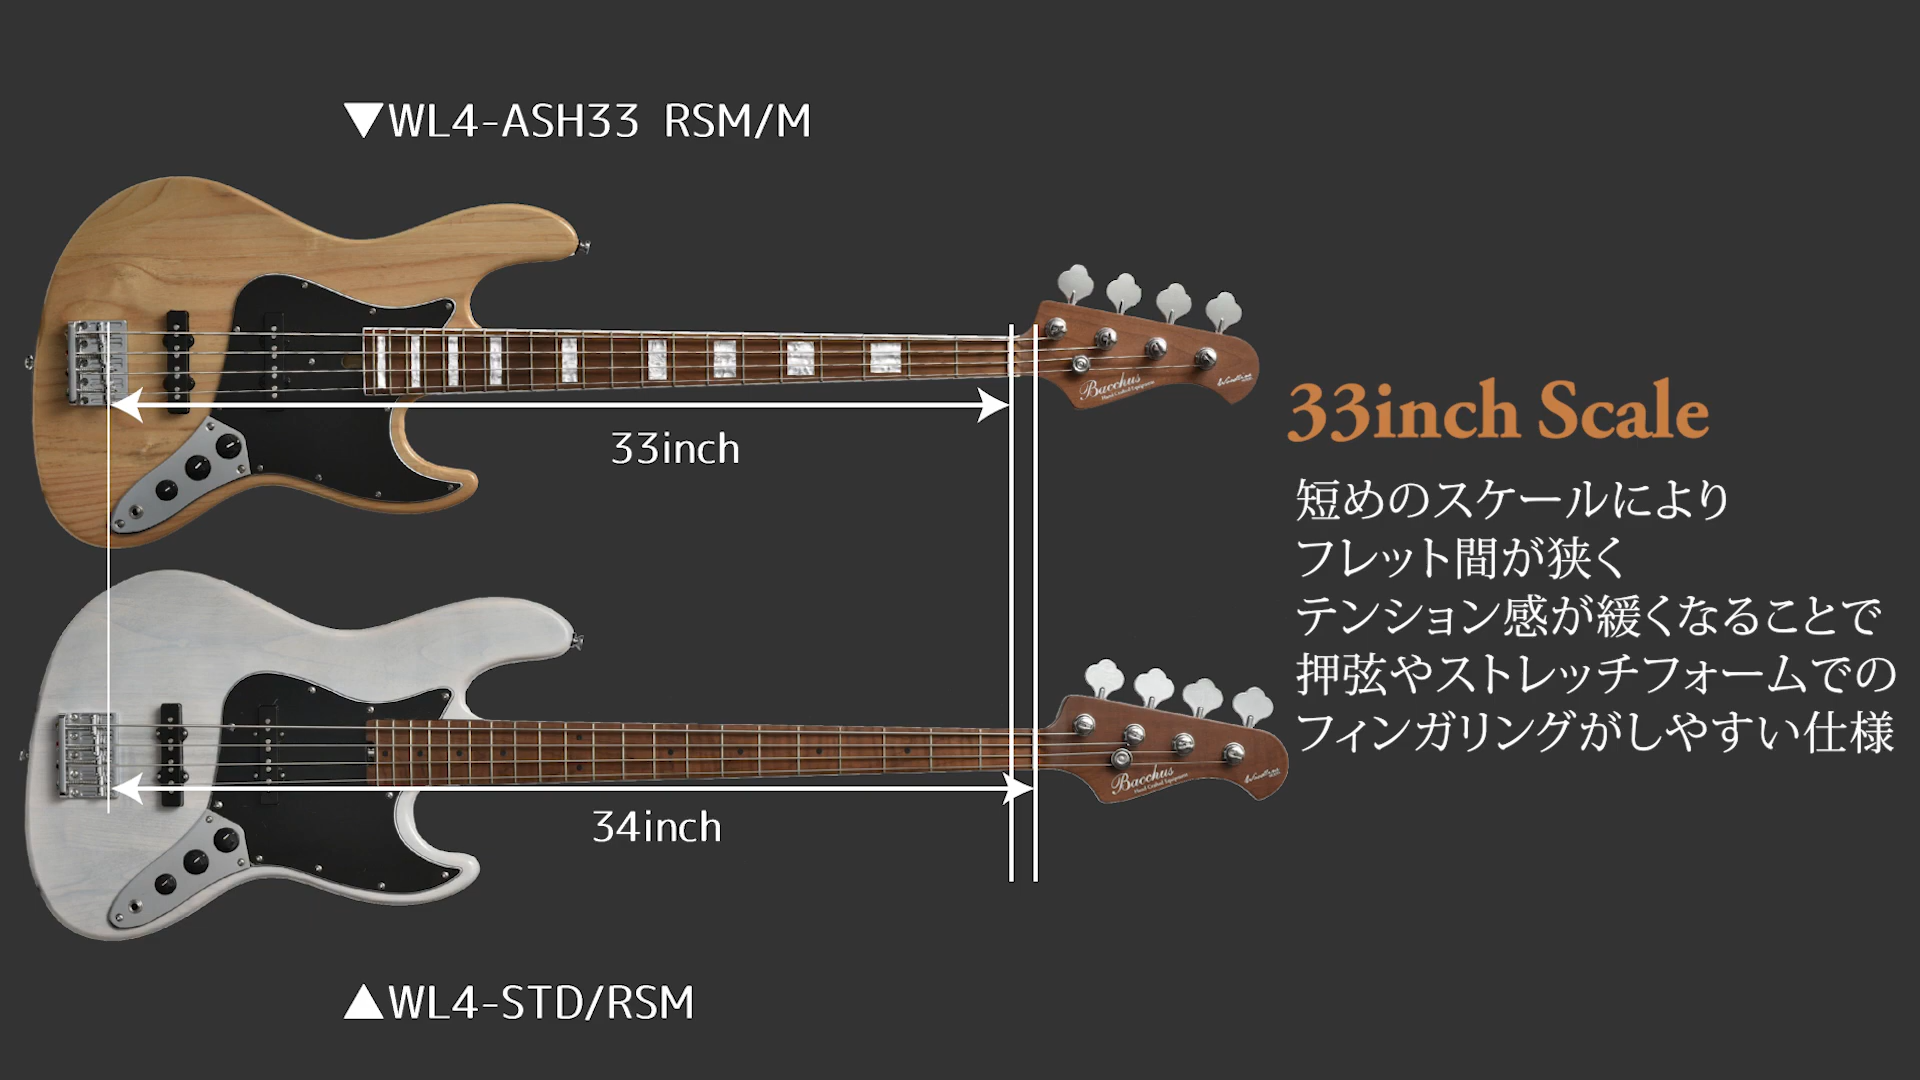 ▼WL4-ASH33 RSM/M
Bacchus
33inch
33inch Scale
短めのスケールにより
フレット間が狭く
テンション感が緩くなることで
押弦やストレッチフォームでの
フィンガリングがしやすい仕様
Bacchus
34inch
▲WL4-STD/RSM